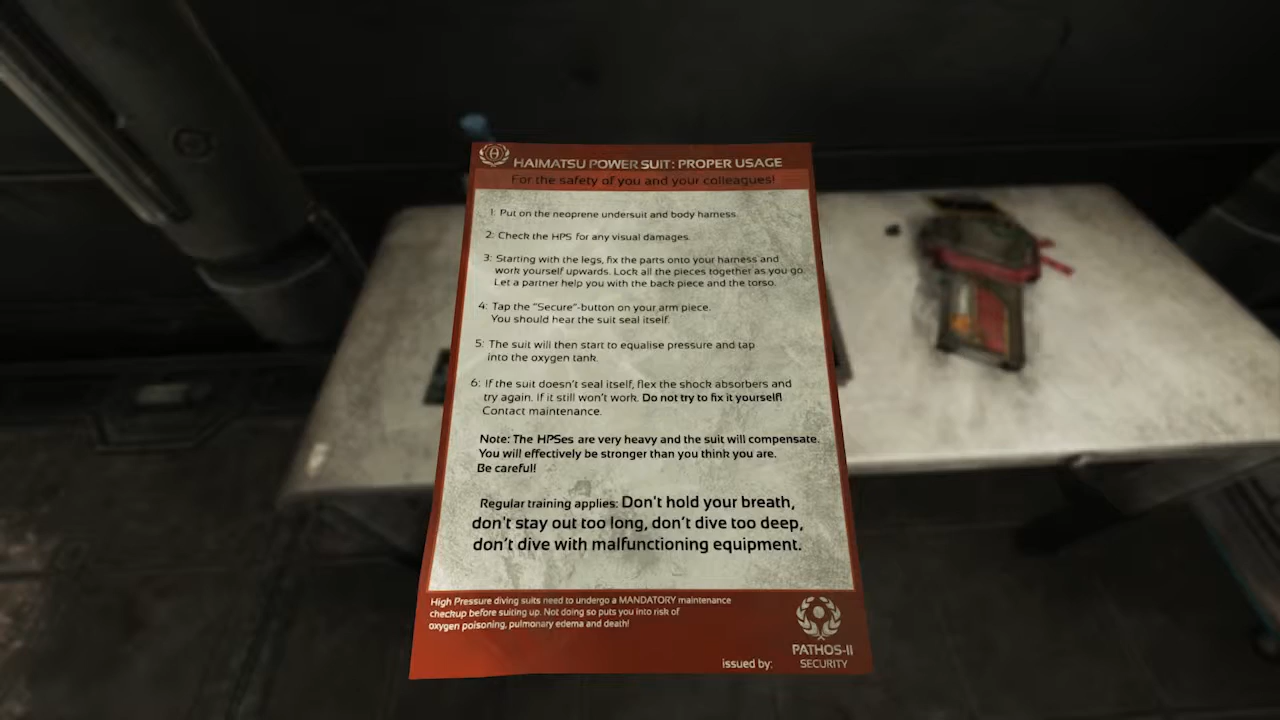 HAIMATSU POWER SUIT: PROPER USAGE
For the safety of you and your colleagues!
1: Put on the neoprene undersuit and body harness.
2: Check the HPS for any visual damages.
3: Starting with the legs, fix the parts onto your harness and
work yourself upwards. Lock all the pieces together as you go.
Let a partner help you with the back piece and the torso.
4: Tap the "Secure"-button on your arm piece.
You should hear the suit seal itself.
5: The suit will then start to equalise pressure and tap
into the oxygen tank.
6: If the suit doesn't seal itself, flex the shock absorbers and
try again. If it still won't work. Do not try to fix it yourself!
Contact maintenance.
Note: The HPSes are very heavy and the suit will compensate.
You will effectively be stronger than you think you are.
Be careful!
Regular training applies: Don't hold your breath,
don't stay out too long, don't dive too deep,
don't dive with malfunctioning equipment.
High Pressure diving suits need to undergo a MANDATORY maintenance
checkup before suiting up. Not doing so puts you into risk of
oxygen poisoning, pulmonary edema and death!
PATHOS-II
issued by: SECURITY